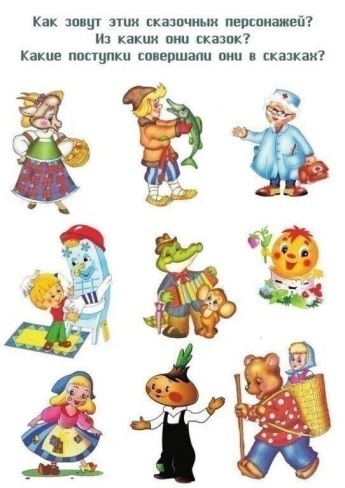 Как зовут этих сказочных персонажей?
Из каких они сказок?
Какие поступки совершали они в сказках?